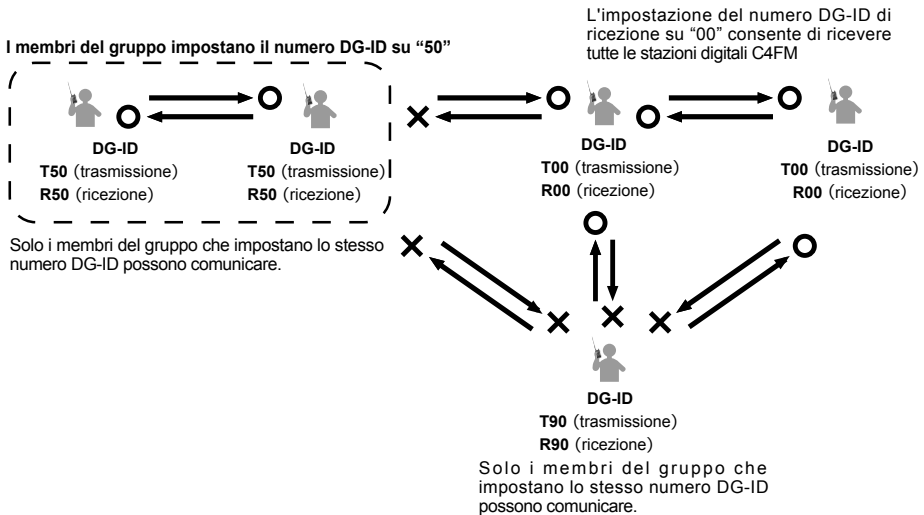 L'impostazione del numero DG-ID di
ricezione su “00” consente di ricevere
tutte le stazioni digitali C4FM
I membri del gruppo impostano il numero DG-ID su “50”
DG-ID
T50 (trasmissione)
R50 (ricezione)
DG-ID
T50 (trasmissione)
R50 (ricezione)
DG-ID
T00 (trasmissione)
R00 (ricezione)
DG-ID
T00 (trasmissione)
R00 (ricezione)
Solo i membri del gruppo che impostano lo stesso
numero DG-ID possono comunicare.
DG-ID
T90 (trasmissione)
R90 (ricezione)
Solo i membri del gruppo che
impostano lo stesso numero DG-ID
possono comunicare.